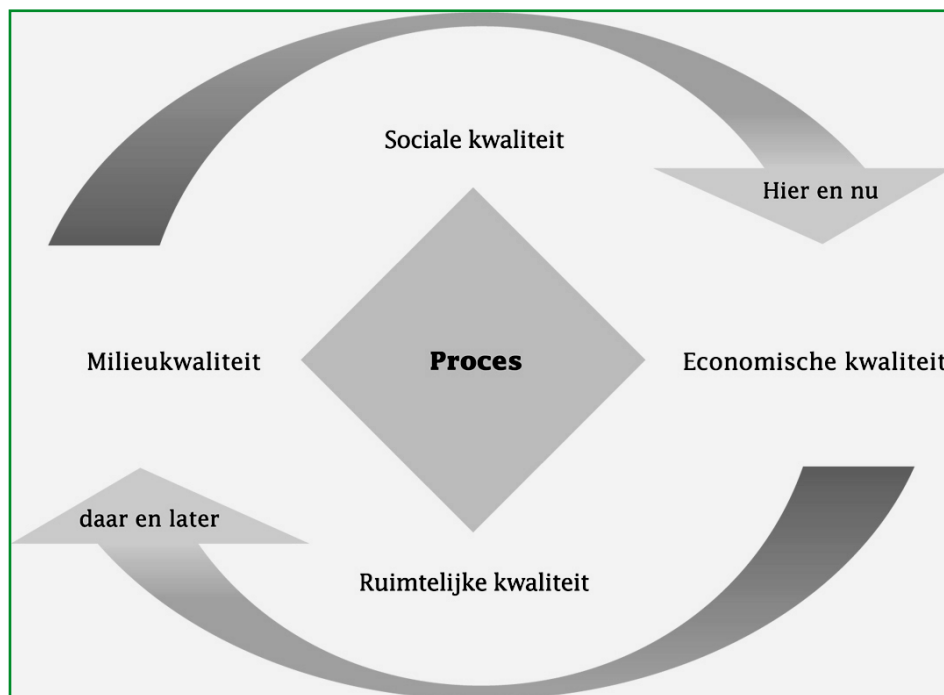 Sociale kwaliteit
Hier en nu
Milieukwaliteit
Proces
Economische kwaliteit
daar en later
Ruimtelijke kwaliteit